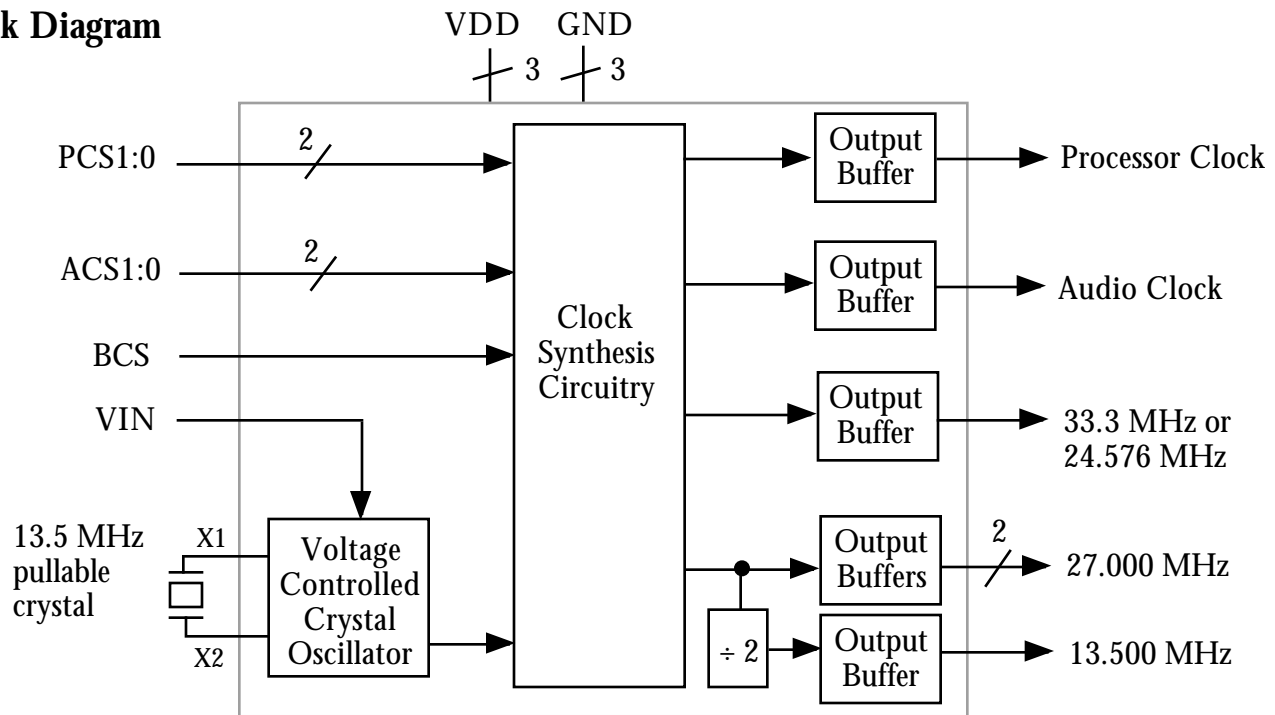 k Diagram
VDD
GND
3
3
PCS1:0
2
Output
Buffer
Processor Clock
ACS1:0
2
Output
Buffer
Audio Clock
Clock
Synthesis
Circuitry
BCS
VIN
Output
Buffer
33.3 MHz or
24.576 MHz
13.5 MHz
pullable
crystal
X1
X2
Voltage
Controlled
Crystal
Oscillator
Output
Buffers
2
27.000 MHz
÷ 2
Output
Buffer
13.500 MHz